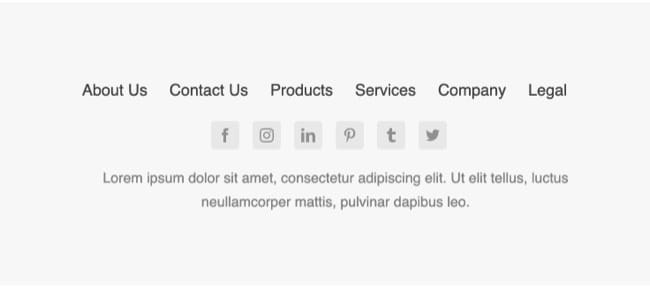 About Us Contact Us Products Services Company Legal
Lorem ipsum dolor sit amet, consectetur adipiscing elit. Ut elit tellus, luctus
neullamcorper mattis, pulvinar dapibus leo.